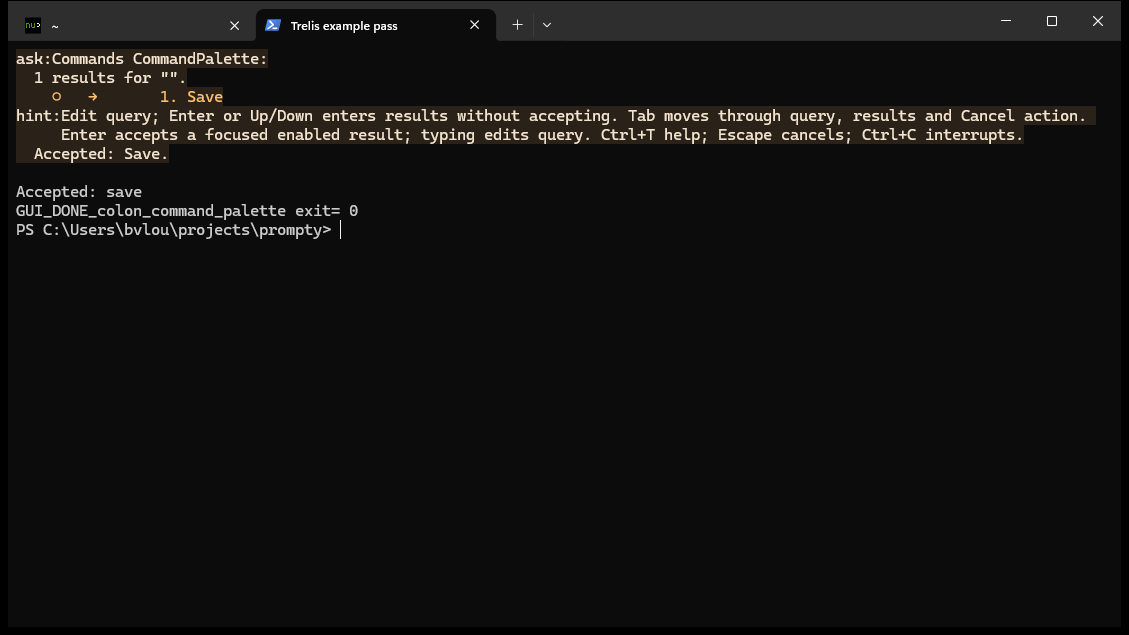 nu> ~
Trelis example pass
ask:Commands CommandPalette:
1 results for "".
○ → 1. Save
hint:Edit query; Enter or Up/Down enters results without accepting. Tab moves through query, results and Cancel action.
Enter accepts a focused enabled result; typing edits query. Ctrl+T help; Escape cancels; Ctrl+C interrupts.
Accepted: Save.
Accepted: save
GUI_DONE_colon_command_palette exit= 0
PS C:\Users\bvlou\projects\prompty>